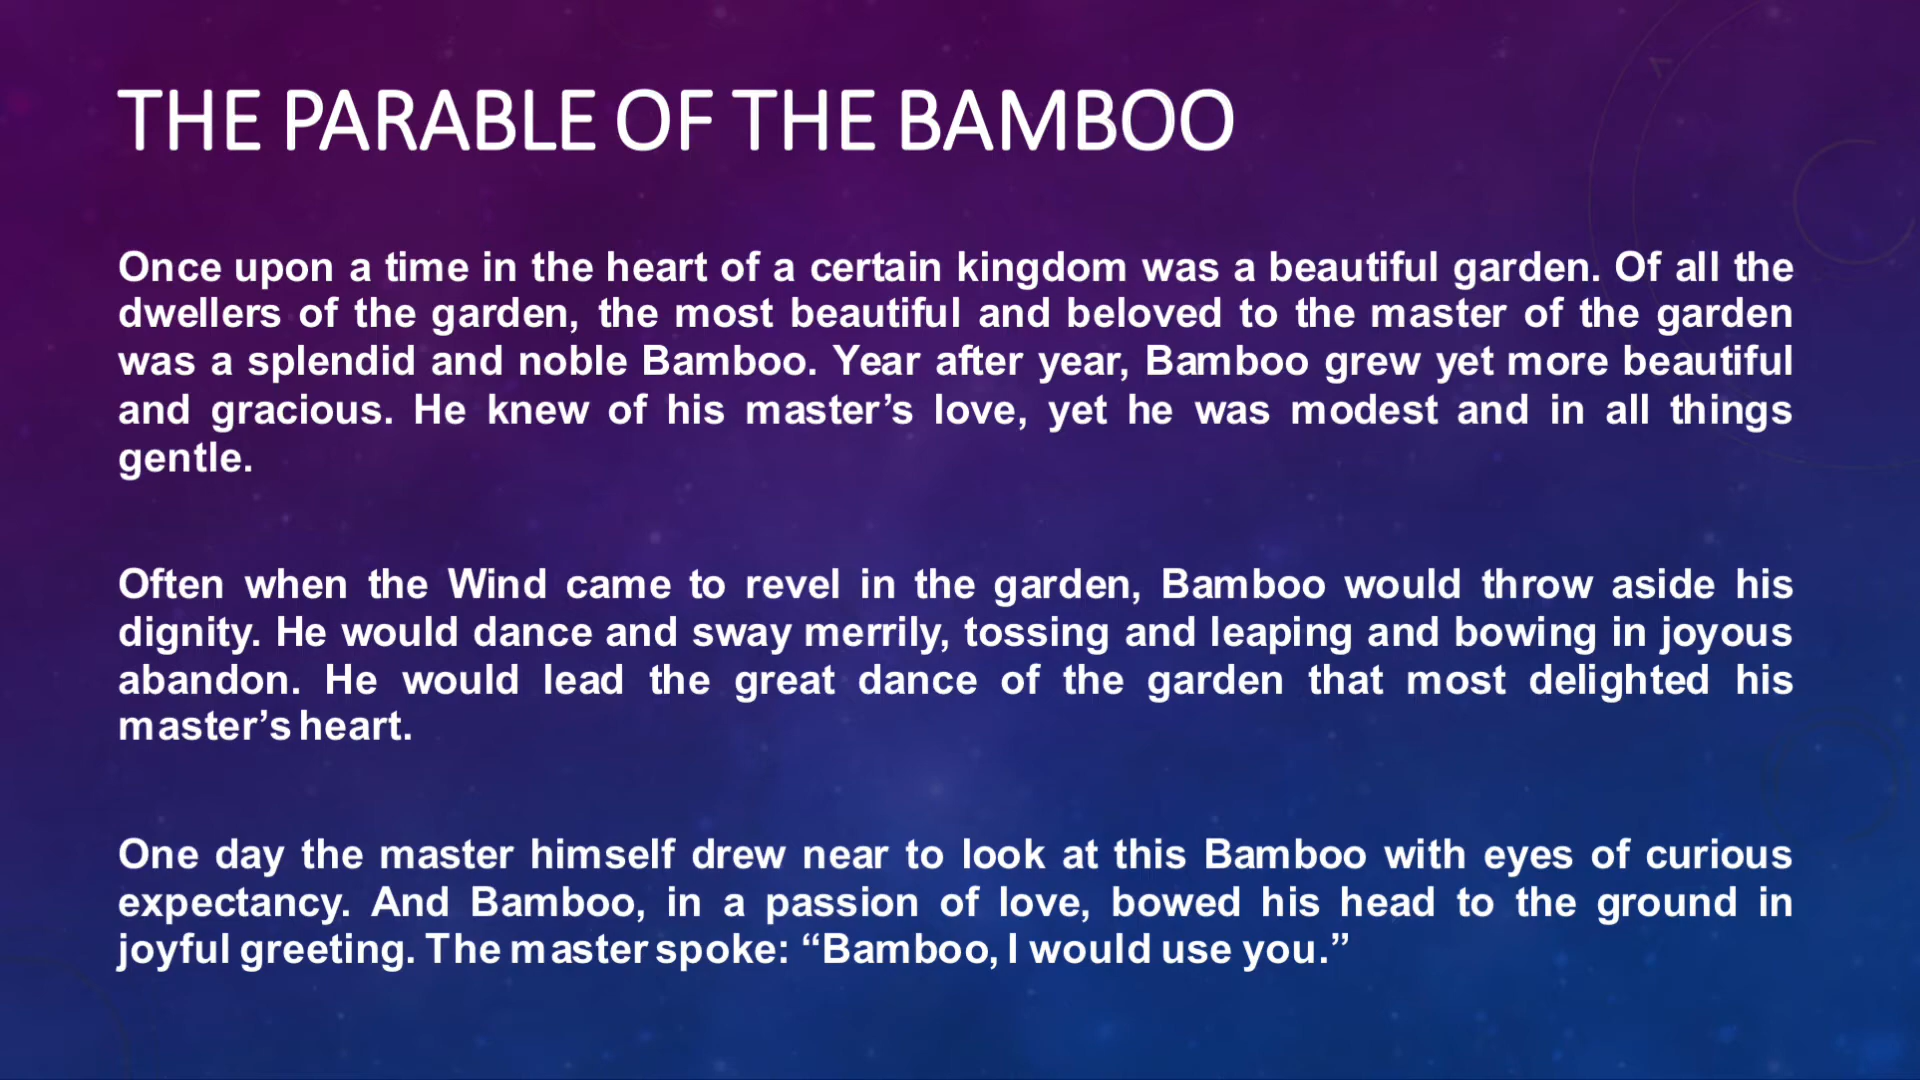 THE PARABLE OF THE BAMBOO
Once upon a time in the heart of a certain kingdom was a beautiful garden. Of all the
dwellers of the garden, the most beautiful and beloved to the master of the garden
was a splendid and noble Bamboo. Year after year, Bamboo grew yet more beautiful
and gracious. He knew of his master’s love, yet he was modest and in all things
gentle.
Often when the Wind came to revel in the garden, Bamboo would throw aside his
dignity. He would dance and sway merrily, tossing and leaping and bowing in joyous
abandon. He would lead the great dance of the garden that most delighted his
master’s heart.
One day the master himself drew near to look at this Bamboo with eyes of curious
expectancy. And Bamboo, in a passion of love, bowed his head to the ground in
joyful greeting. The master spoke: “Bamboo, I would use you.”